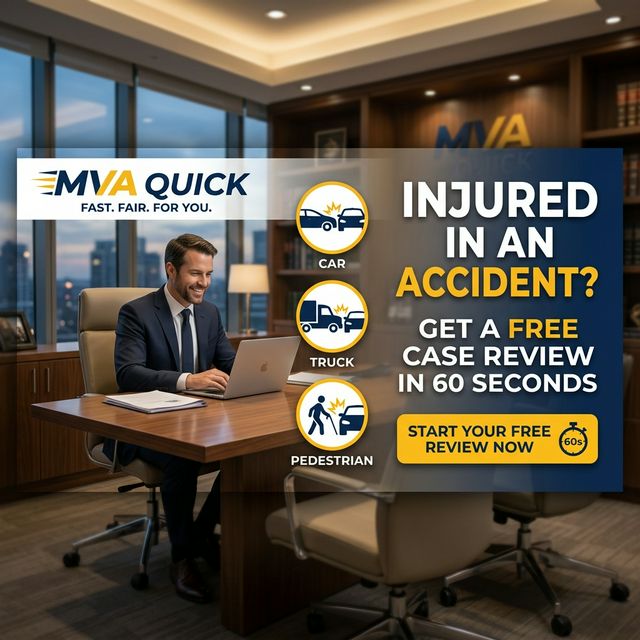 MVA
QUICK
MVA QUICK
FAST. FAIR. FOR YOU.
CAR
TRUCK
PEDESTRIAN
INJURED
IN AN
ACCIDENT?
GET A FREE
CASE REVIEW
IN 60 SECONDS
START YOUR FREE
REVIEW NOW
60s